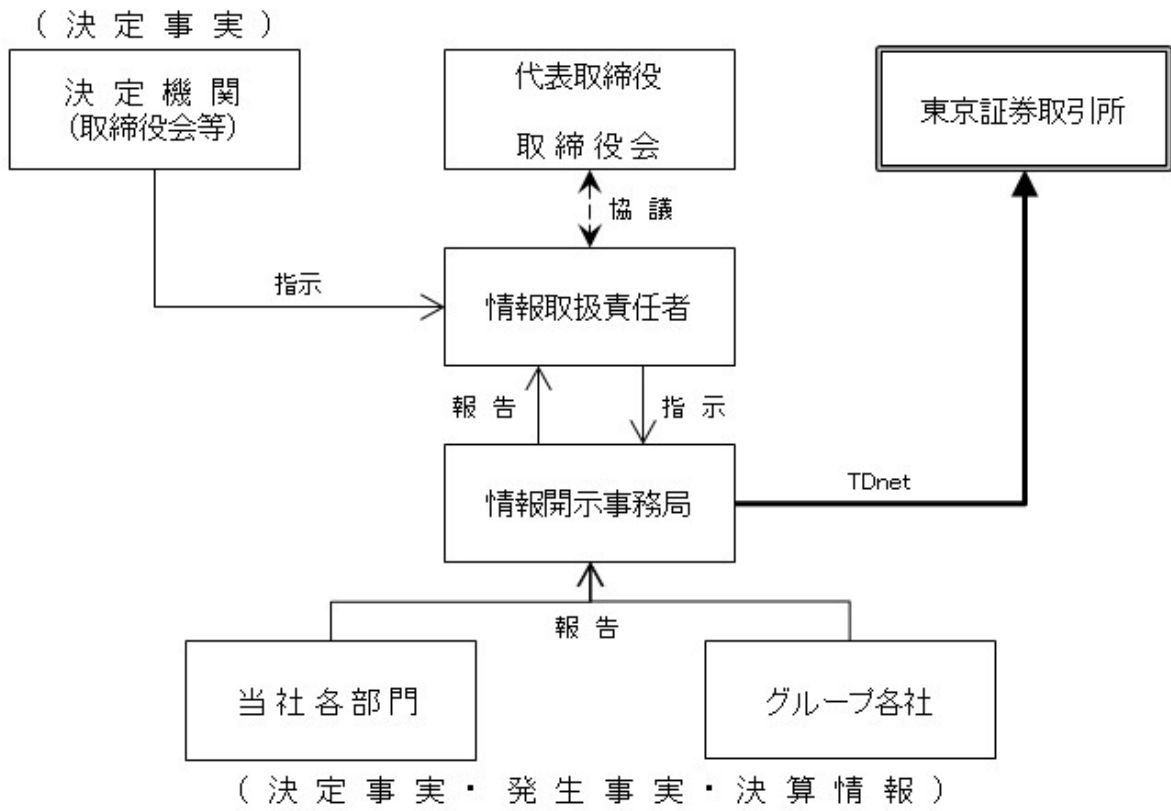 (決定事実)
決定機関
(取締役会等)
代表取締役
取締役会
東京証券取引所
協議
指示
情報取扱責任者
報告
指示
TDnet
情報開示事務局
報告
当社各部門
グループ各社
(決定事実・発生事実・決算情報)